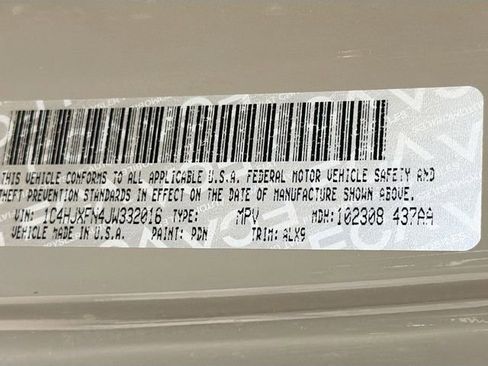 THIS VEHICLE CONFORMS TO ALL APPLICABLE U.S.A. FEDERAL MOTOR VEHICLE SAFETY AND
THEFT PREVENTION STANDARDS IN EFFECT ON THE DATE OF MANUFACTURE SHOWN ABOVE.
VIN: 1C4HJXFN4JW332016 TYPE: MPV MDH: 102308 437AA
VEHICLE MADE IN U.S.A. PAINT: PDN TRIM: ALX9